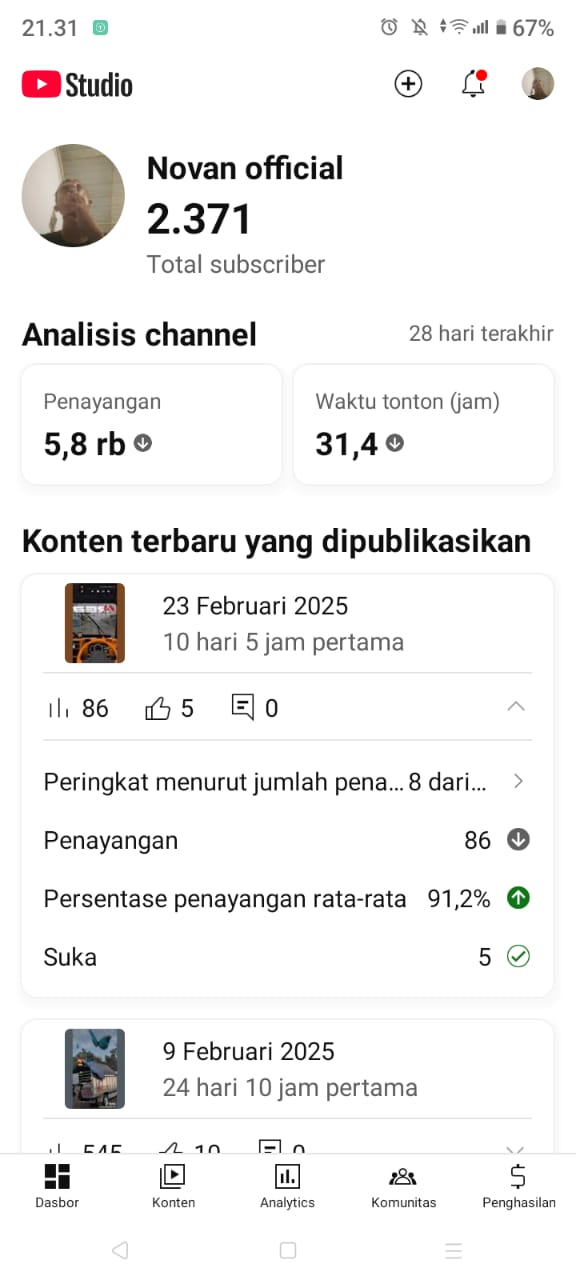 21.31
67%
Studio
Novan official
2.371
Total subscriber
Analisis channel
28 hari terakhir
Penayangan
5,8 rb
Waktu tonton (jam)
31,4
Konten terbaru yang dipublikasikan
23 Februari 2025
10 hari 5 jam pertama
86 5 0
Peringkat menurut jumlah pena... 8 dari...
Penayangan 86
Persentase penayangan rata-rata 91,2%
Suka 5
9 Februari 2025
24 hari 10 jam pertama
545 10 0
Dasbor
Konten
Analytics
Komunitas
Penghasilan